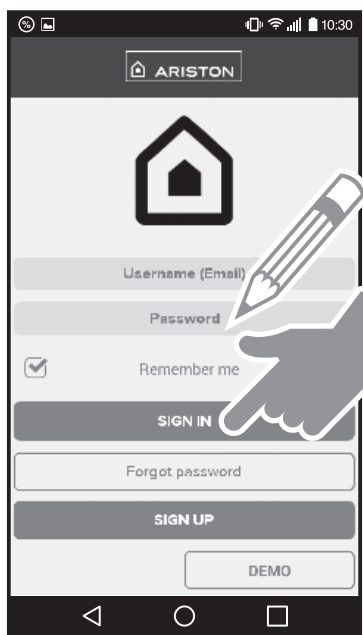 10:30
ARISTON
Username (Email)
Password
Remember me
SIGN IN
Forgot password
SIGN UP
DEMO